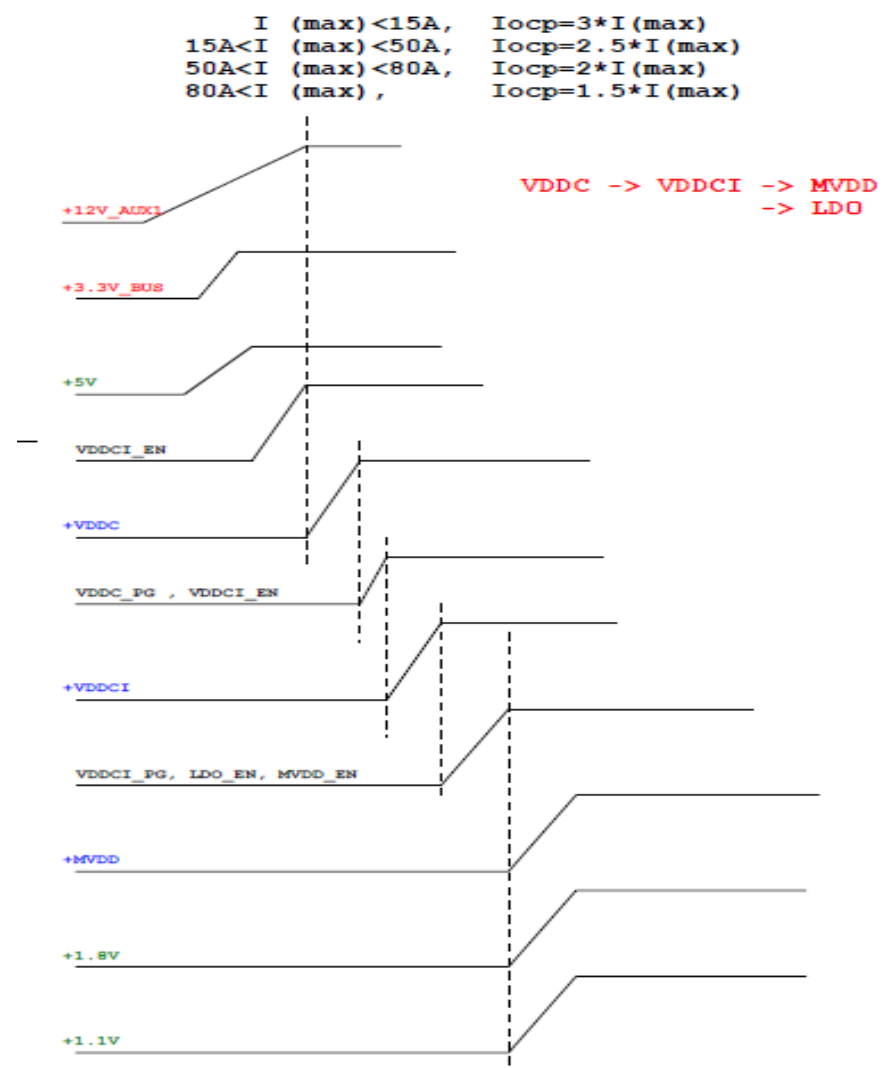 I (max)<15A, Iocp=3*I(max)
15A<I (max)<50A, Iocp=2.5*I(max)
50A<I (max)<80A, Iocp=2*I(max)
80A<I (max), Iocp=1.5*I(max)
VDDC -> VDDCI -> MVDD
-> LDO
+12V_AUX1
+3.3V_BUS
+5V
VDDCI_EN
+VDDC
VDDC_PG , VDDCI_EN
+VDDCI
VDDCI_PG, LDO_EN, MVDD_EN
+MVDD
+1.8V
+1.1V